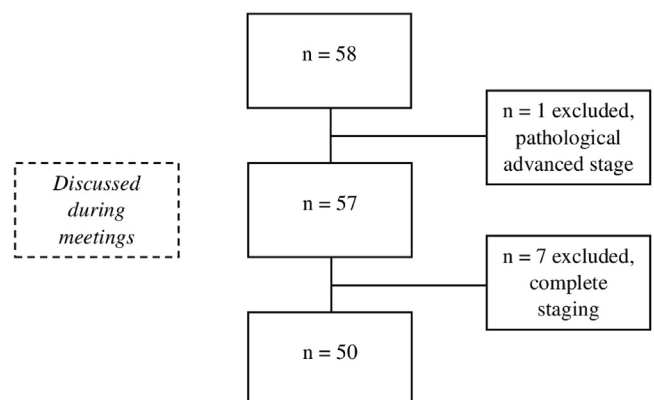 n = 58
n = 1 excluded,
pathological
advanced stage
Discussed
during
meetings
n = 57
n = 7 excluded,
complete
staging
n = 50